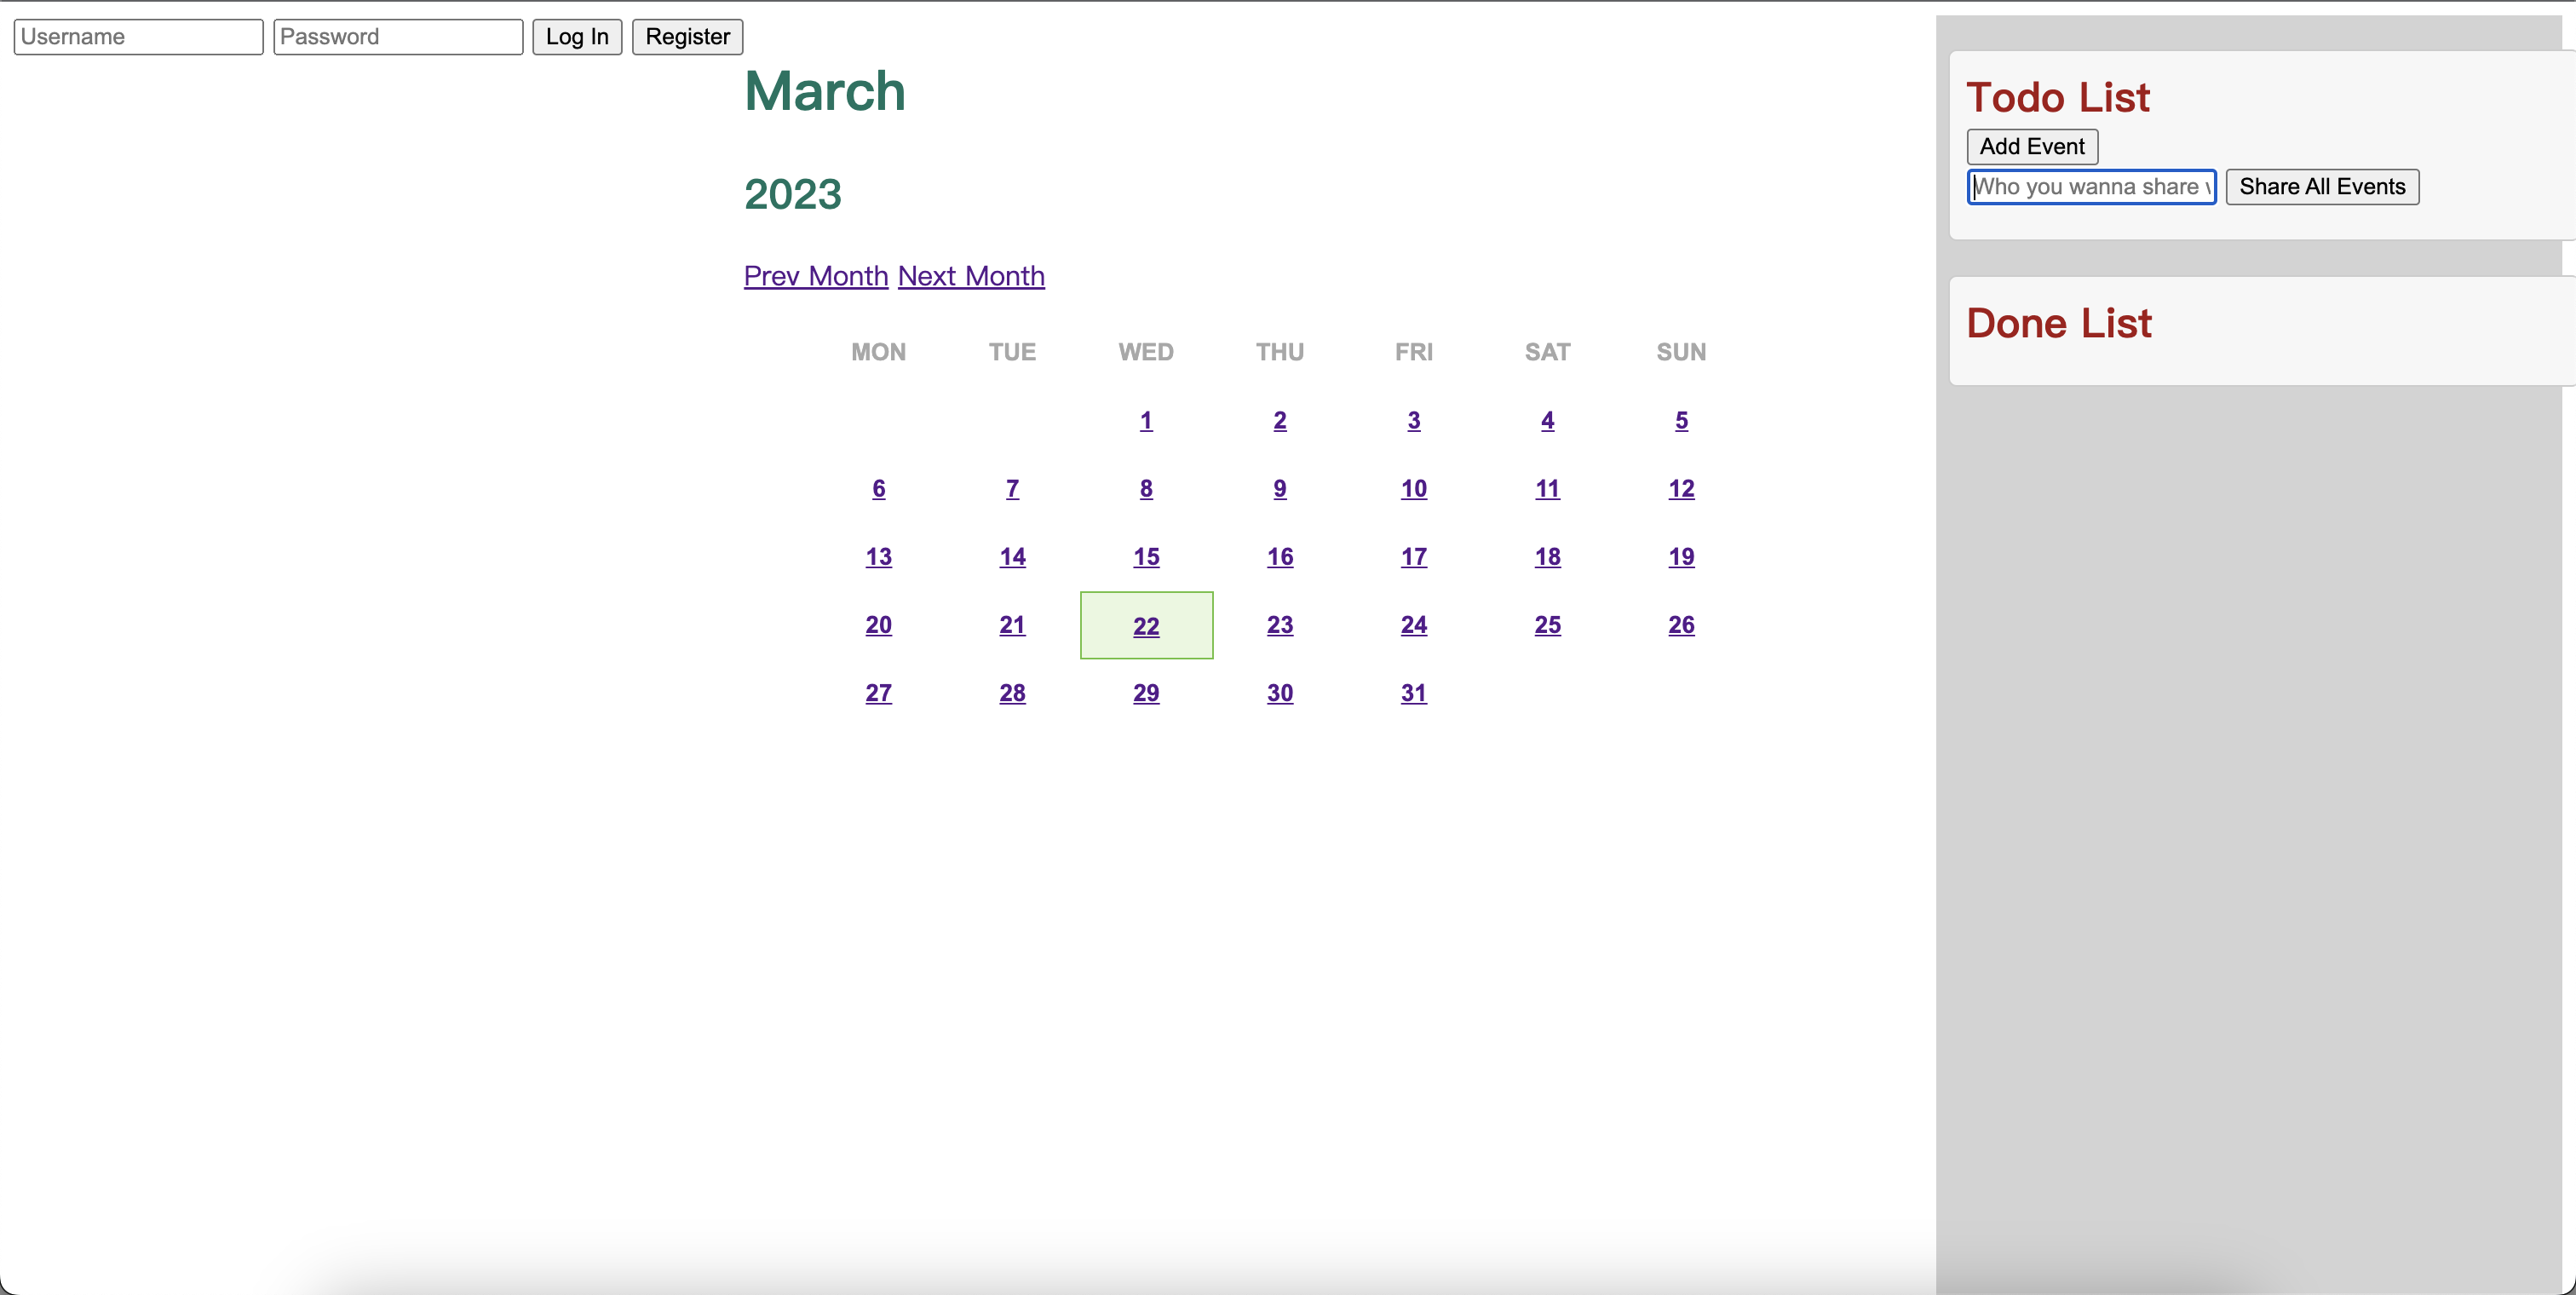 Username Password Log In Register
March
2023
Prev Month Next Month
MON TUE WED THU FRI SAT SUN
1 2 3 4 5
6 7 8 9 10 11 12
13 14 15 16 17 18 19
20 21 22 23 24 25 26
27 28 29 30 31
Todo List
Add Event
Who you wanna share Share All Events
Done List